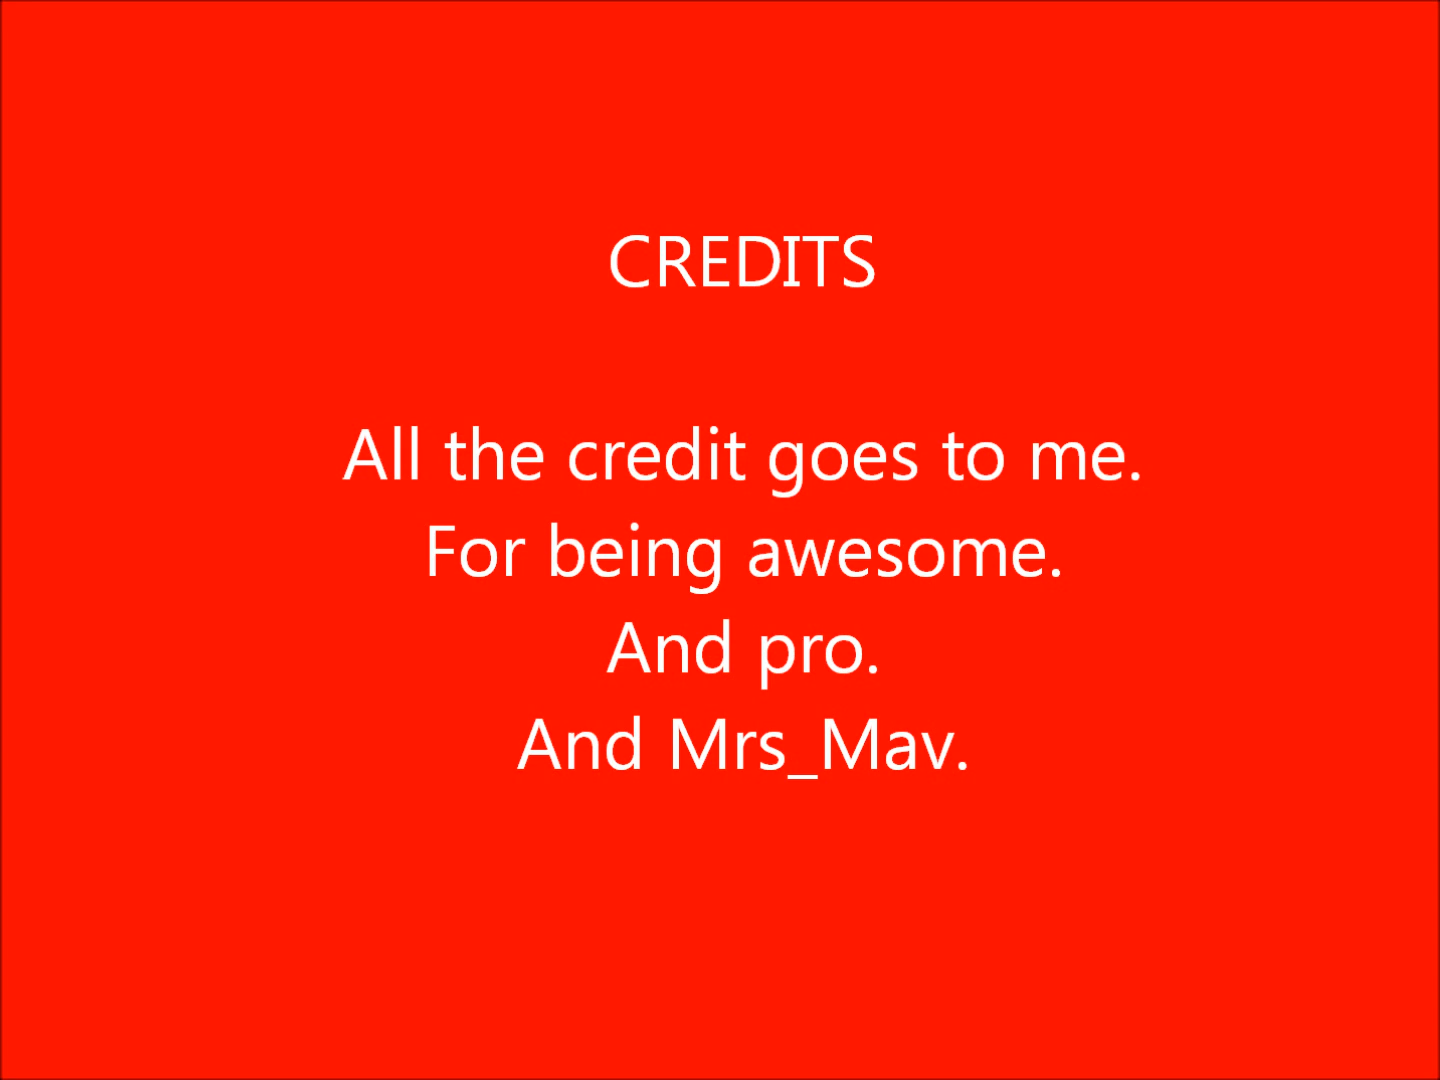 CREDITS
All the credit goes to me.
For being awesome.
And pro.
And Mrs_Mav.